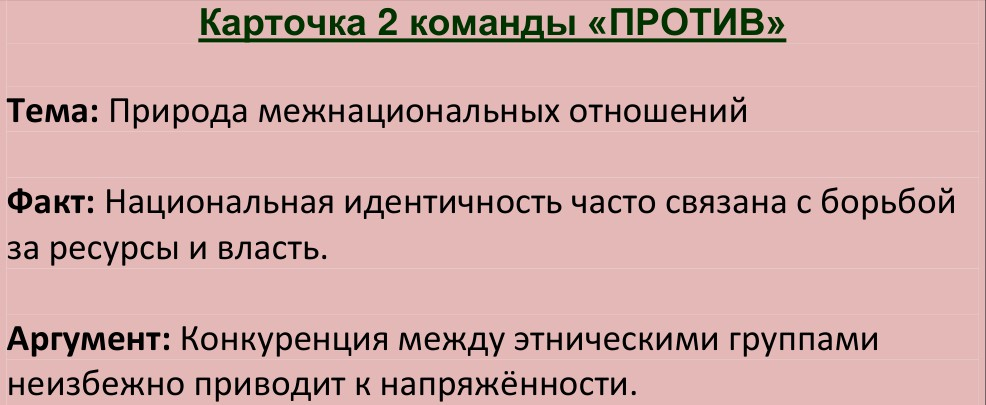 Карточка 2 команды «ПРОТИВ»
Тема: Природа межнациональных отношений
Факт: Национальная идентичность часто связана с борьбой
за ресурсы и власть.
Аргумент: Конкуренция между этническими группами
неизбежно приводит к напряжённости.